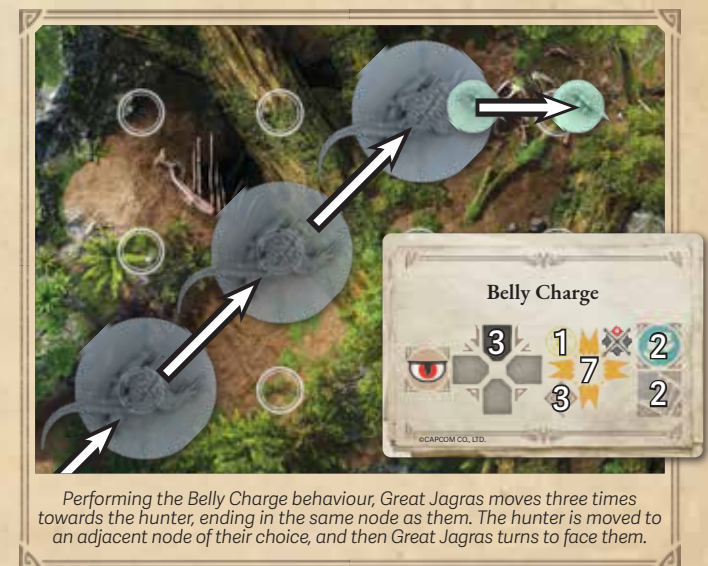 Belly Charge
3
1
7
3
2
2
©CAPCOM CO., LTD.
Performing the Belly Charge behaviour, Great Jagras moves three times
towards the hunter, ending in the same node as them. The hunter is moved to
an adjacent node of their choice, and then Great Jagras turns to face them.